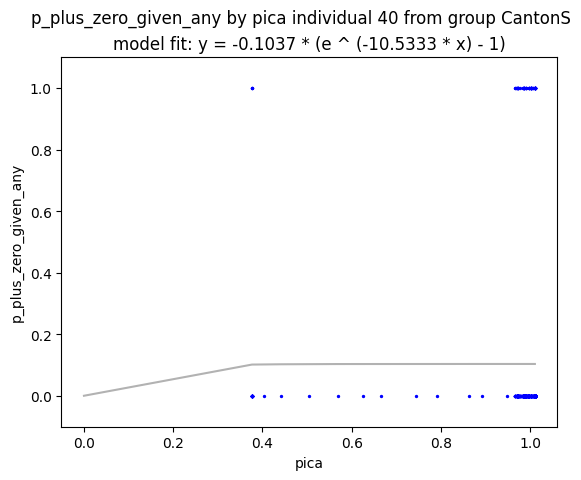 p_plus_zero_given_any by pica individual 40 from group CantonS
model fit: y = -0.1037 * (e ^ (-10.5333 * x) - 1)
1.0
0.8
0.6
0.4
0.2
0.0
p_plus_zero_given_any
0.0 0.2 0.4 0.6 0.8 1.0
pica